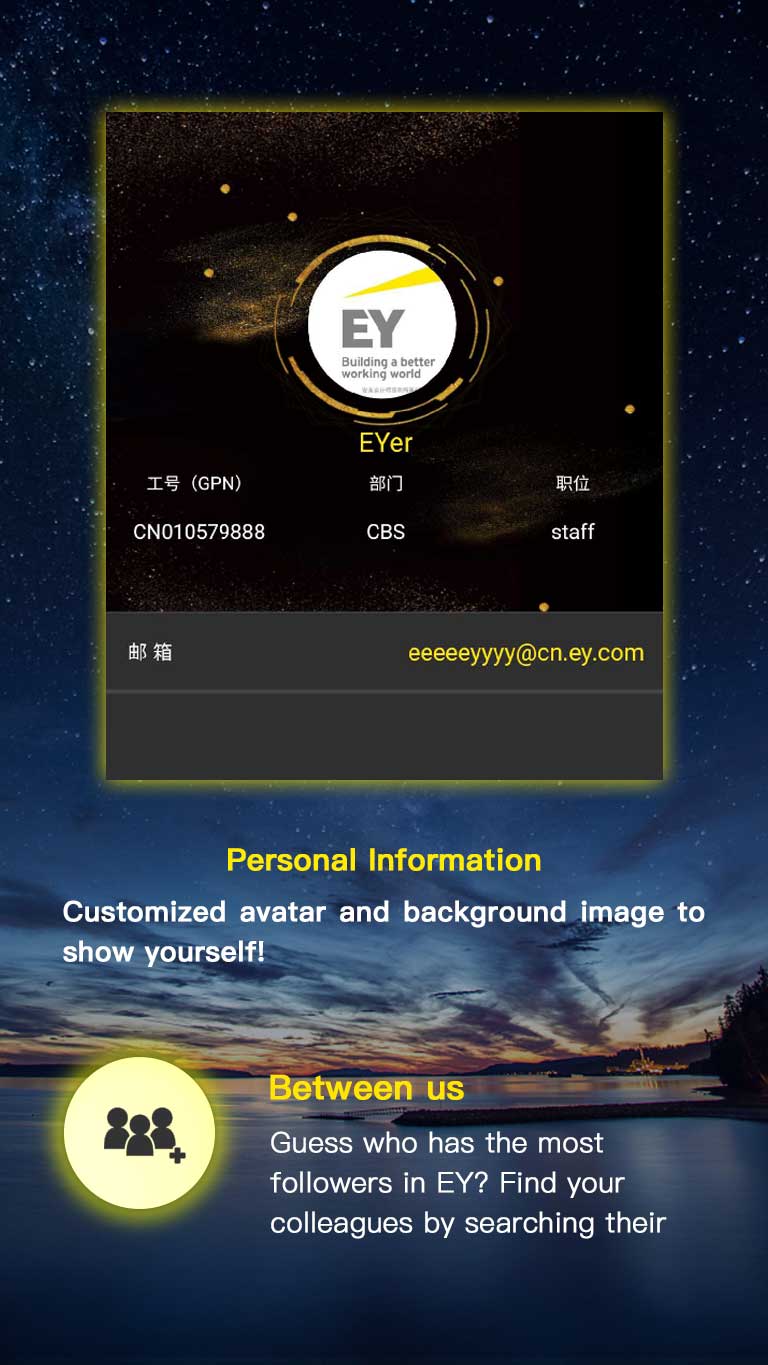 EY
Building a better
working world
EYer
工号（GPN）
部门
职位
CN010579888
CBS
staff
邮 箱
eeeeeyyyy@cn.ey.com
Personal Information
Customized avatar and background image to
show yourself!
Between us
Guess who has the most
followers in EY? Find your
colleagues by searching their